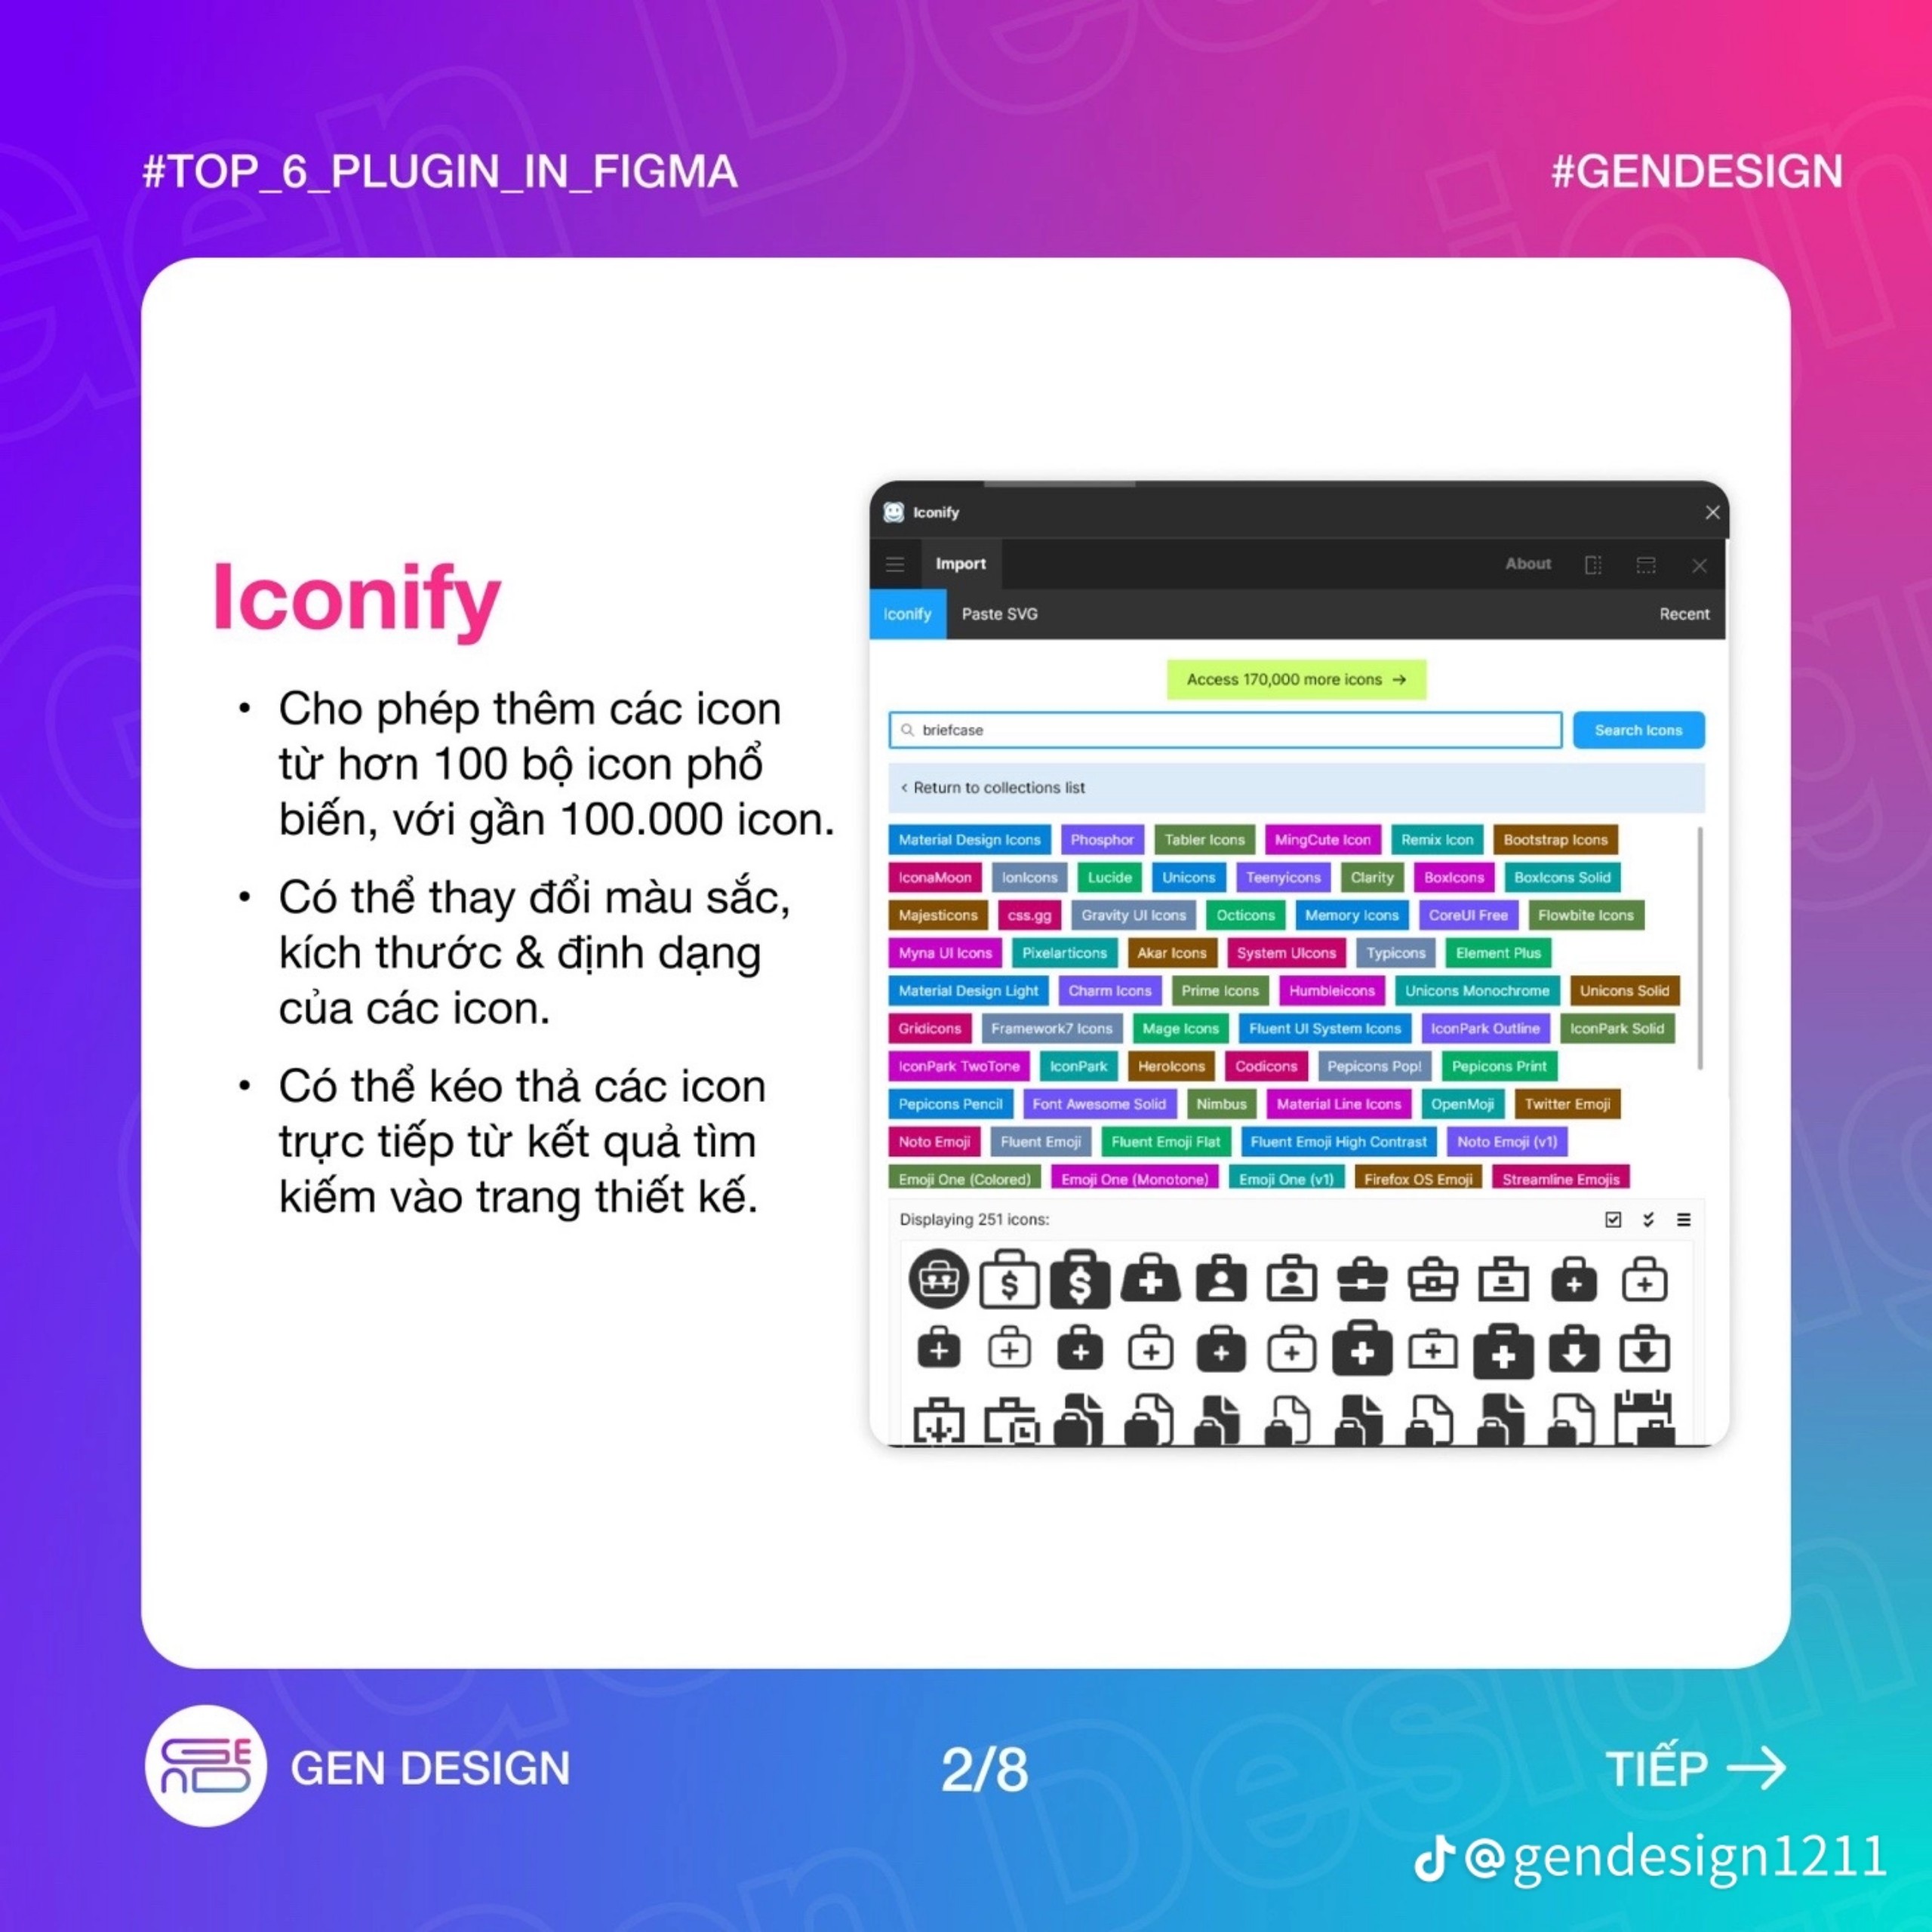 #TOP_6_PLUGIN_IN_FIGMA
#GENDESIGN
Iconify
• Cho phép thêm các icon
từ hơn 100 bộ icon phổ
biến, với gần 100.000 icon.
• Có thể thay đổi màu sắc,
kích thước & định dạng
của các icon.
• Có thể kéo thả các icon
trực tiếp từ kết quả tìm
kiếm vào trang thiết kế.
Iconify
Import About
Iconify Paste SVG Recent
Access 170,000 more icons →
briefcase Search Icons
‹ Return to collections list
Material Design Icons Phosphor Tabler Icons MingCute Icon Remix Icon Bootstrap Icons
IconaMoon IonIcons Lucide Unicons Teenyicons Clarity BoxIcons BoxIcons Solid
Majesticons css.gg Gravity UI Icons Octicons Memory Icons CoreUI Free Flowbite Icons
Myna UI Icons Pixelarticons Akar Icons System UIcons Typicons Element Plus
Material Design Light Charm Icons Prime Icons Humbleicons Unicons Monochrome Unicons Solid
Gridicons Framework7 Icons Mage Icons Fluent UI System Icons IconPark Outline IconPark Solid
IconPark TwoTone IconPark HeroIcons Codicons Pepicons Pop! Pepicons Print
Pepicons Pencil Font Awesome Solid Nimbus Material Line Icons OpenMoji Twitter Emoji
Noto Emoji Fluent Emoji Fluent Emoji Flat Fluent Emoji High Contrast Noto Emoji (v1)
Emoji One (Colored) Emoji One (Monotone) Emoji One (v1) Firefox OS Emoji Streamline Emojis
Displaying 251 icons:
GEN DESIGN
2/8
TIẾP →
@gendesign1211